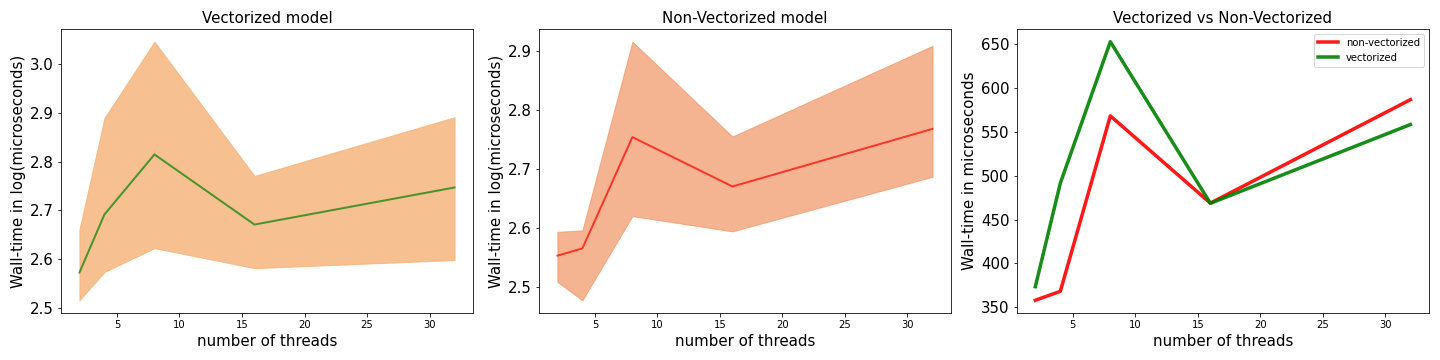 Vectorized model
Wall-time in log(microseconds)
3.0
2.9
2.8
2.7
2.6
2.5
5 10 15 20 25 30
number of threads
Non-Vectorized model
Wall-time in log(microseconds)
2.9
2.8
2.7
2.6
2.5
5 10 15 20 25 30
number of threads
Vectorized vs Non-Vectorized
Wall-time in microseconds
650
600
550
500
450
400
350
non-vectorized
vectorized
5 10 15 20 25 30
number of threads